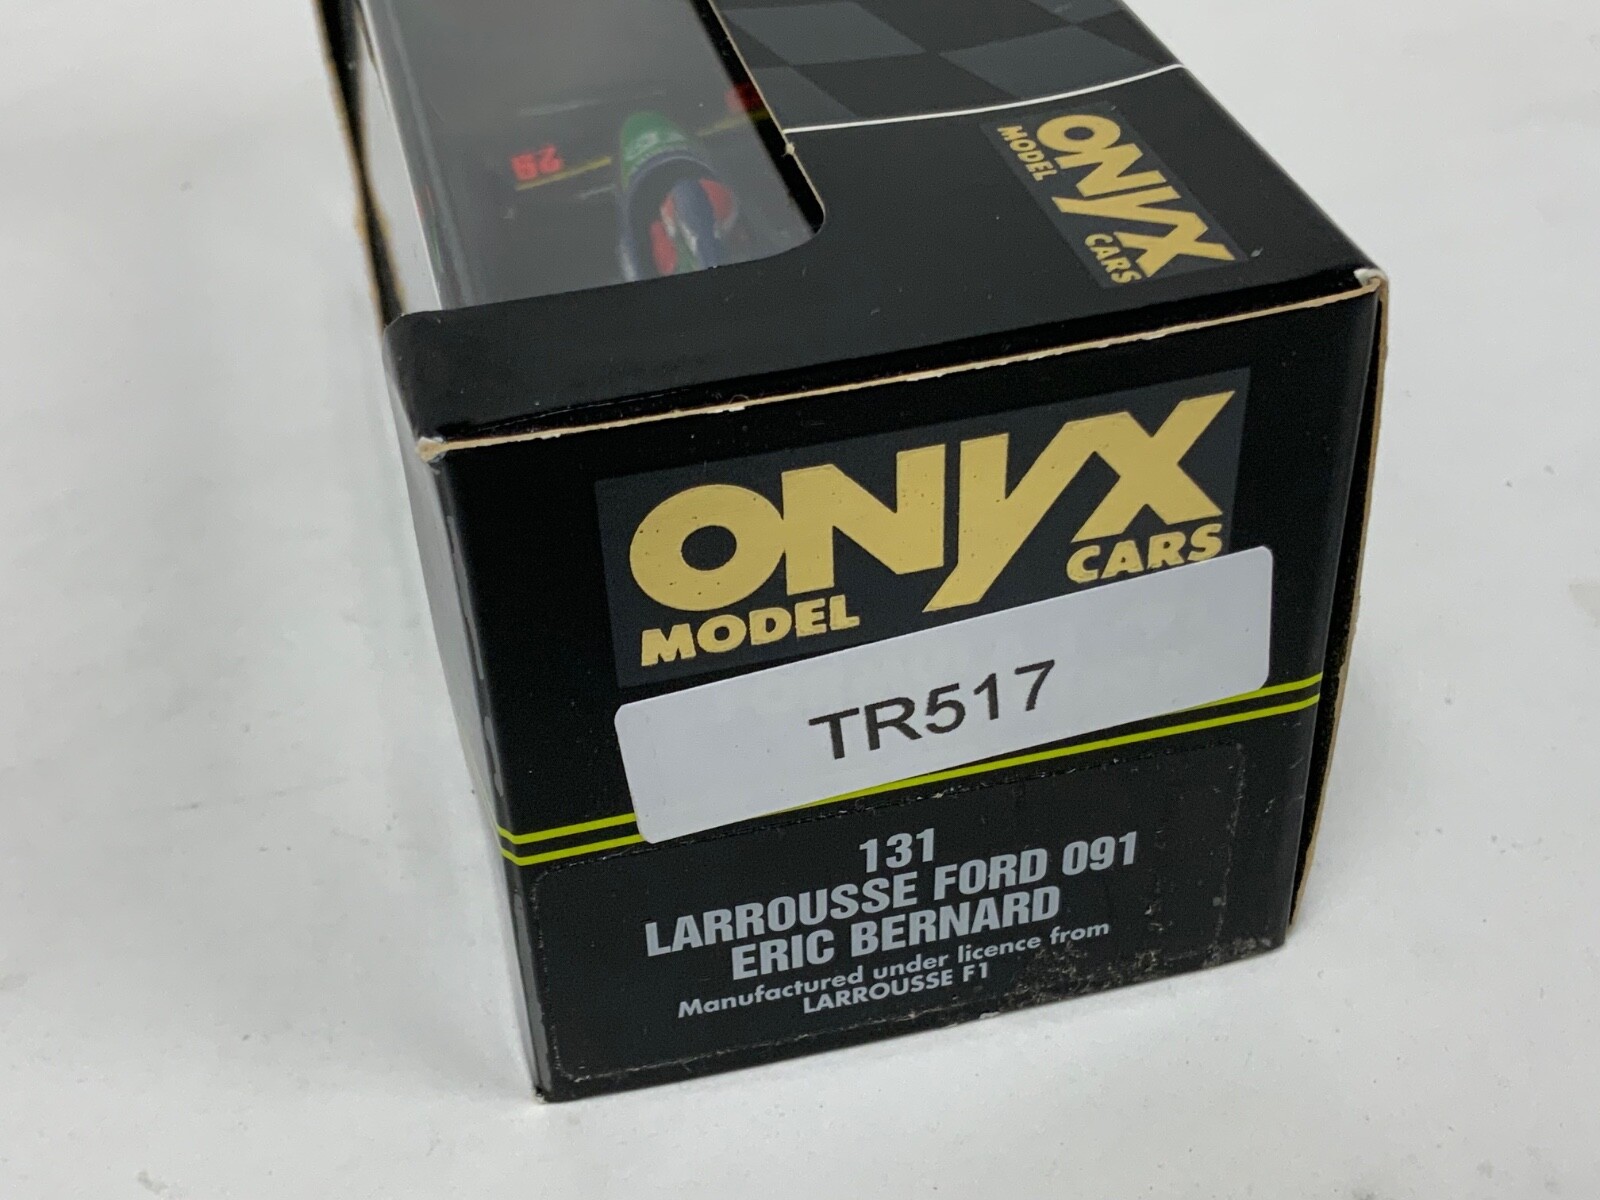 29
ONYX
MODEL
CARS
ONYX
MODEL
CARS
TR517
131
LARROUSSE FORD 091
ERIC BERNARD
Manufactured under licence from
LARROUSSE F1